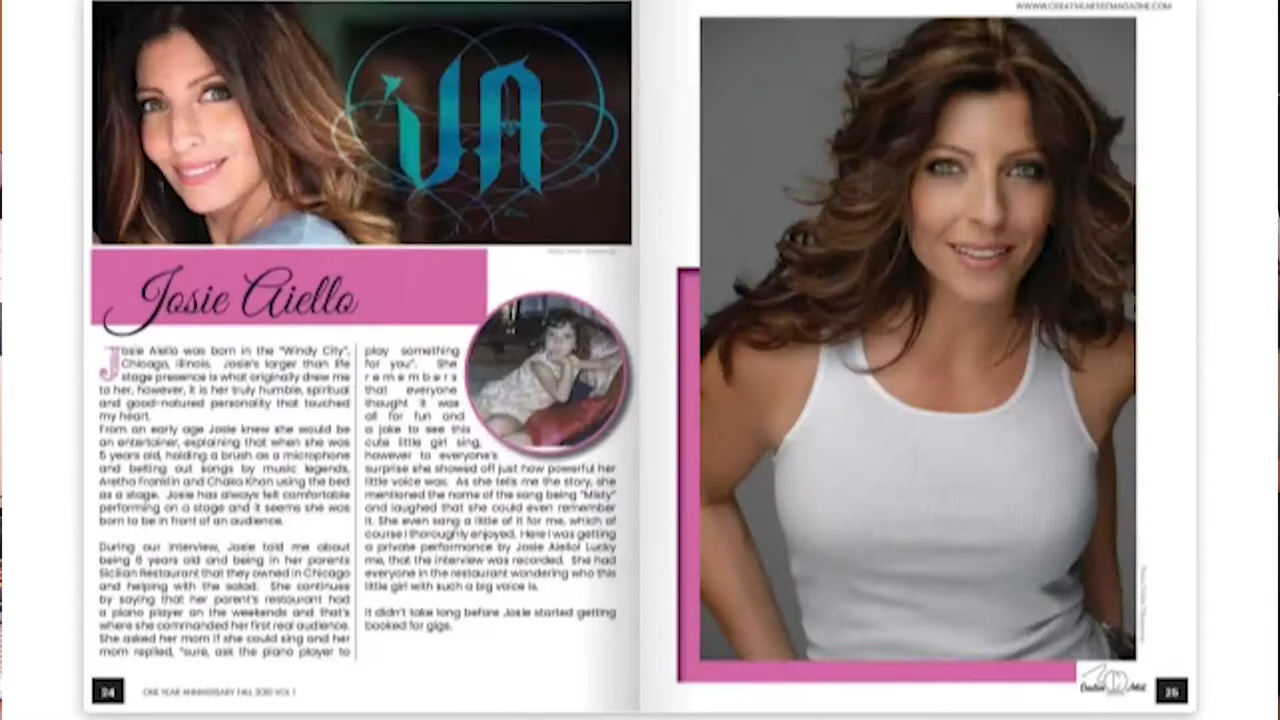 WWW.CREATIVEARTISTMAGAZINE.COM
JA
Josie Aiello
Josie Aiello was born in the "Windy City",
Chicago, Illinois. Josie's larger than life
stage presence is what originally drew me
to her, however, it is her truly humble, spiritual
and good-natured personality that touched
my heart.
From an early age Josie knew she would be
an entertainer, explaining that when she was
5 years old, holding a brush as a microphone
and belting out songs by music legends,
Aretha Franklin and Chaka Khan using the bed
as a stage. Josie has always felt comfortable
performing on a stage and it seems she was
born to be in front of an audience.
During our interview, Josie told me about
being 6 years old and being in her parents
Sicilian Restaurant that they owned in Chicago
and helping with the salad. She continues
by saying that her parent's restaurant had
a piano player on the weekends and that's
where she commanded her first real audience.
She asked her mom if she could sing and her
mom replied, "sure, ask the piano player to
play something
for you". She
remembers
that everyone
thought it was
all for fun and
a joke to see this
cute little girl sing,
however to everyone's
surprise she showed off just how powerful her
little voice was. As she tells me the story, she
mentioned the name of the song being "Misty"
and laughed that she could even remember
it. She even sang a little of it for me, which of
course I thoroughly enjoyed. Here I was getting
a private performance by Josie Aiello! Lucky
me, that the interview was recorded. She had
everyone in the restaurant wondering who this
little girl with such a big voice is.
It didn't take long before Josie started getting
booked for gigs.
24
ONE YEAR ANNIVERSARY FALL VOL 1
Creative Artist
25